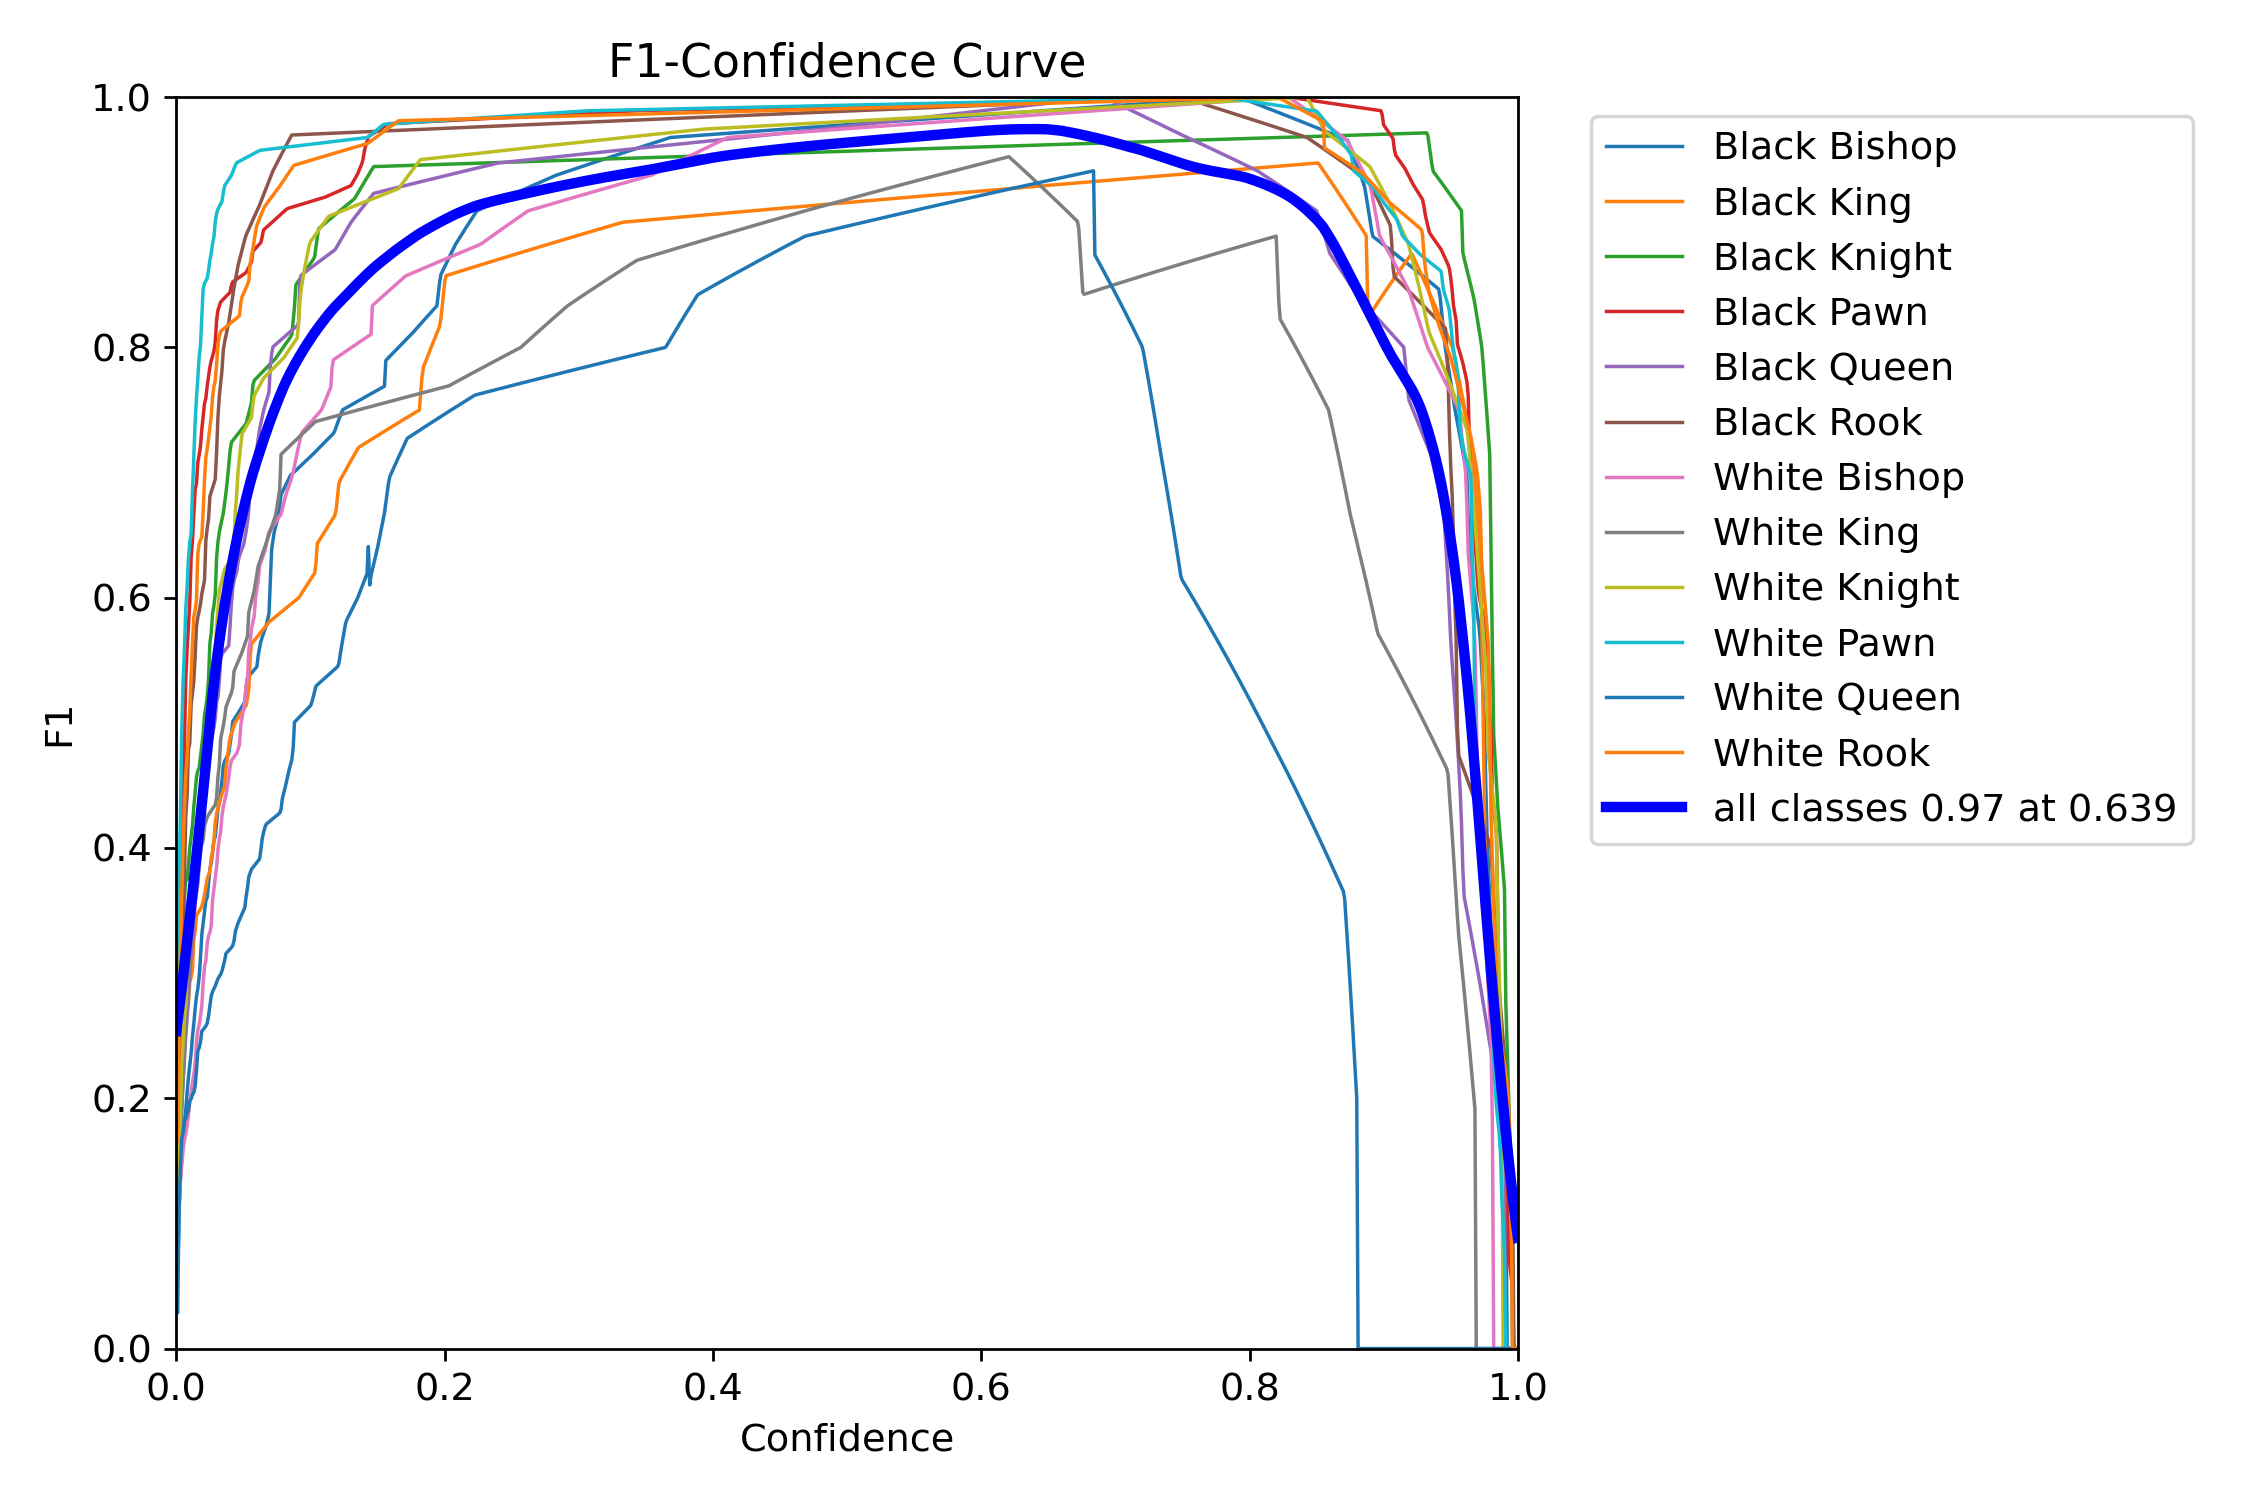 F1-Confidence Curve
1.0
0.8
0.6
0.4
0.2
0.0
F1
0.0 0.2 0.4 0.6 0.8 1.0
Confidence
Black Bishop
Black King
Black Knight
Black Pawn
Black Queen
Black Rook
White Bishop
White King
White Knight
White Pawn
White Queen
White Rook
all classes 0.97 at 0.639